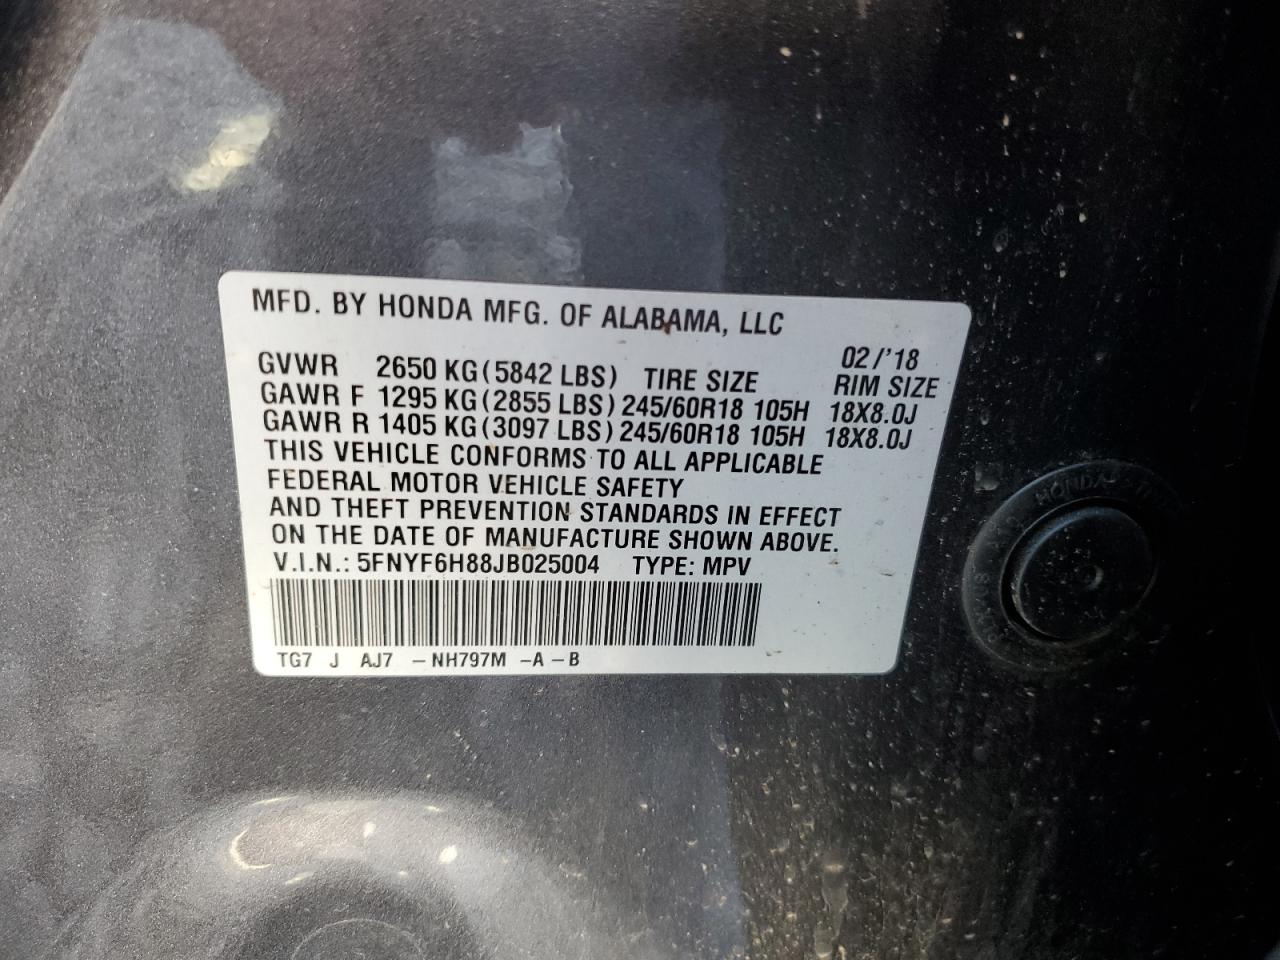 MFD. BY HONDA MFG. OF ALABAMA, LLC
02/'18
GVWR 2650 KG (5842 LBS) TIRE SIZE RIM SIZE
GAWR F 1295 KG (2855 LBS) 245/60R18 105H 18X8.0J
GAWR R 1405 KG (3097 LBS) 245/60R18 105H 18X8.0J
THIS VEHICLE CONFORMS TO ALL APPLICABLE
FEDERAL MOTOR VEHICLE SAFETY
AND THEFT PREVENTION STANDARDS IN EFFECT
ON THE DATE OF MANUFACTURE SHOWN ABOVE.
V.I.N.: 5FNYF6H88JB025004 TYPE: MPV
TG7 J AJ7 -NH797M -A-B
HONDA